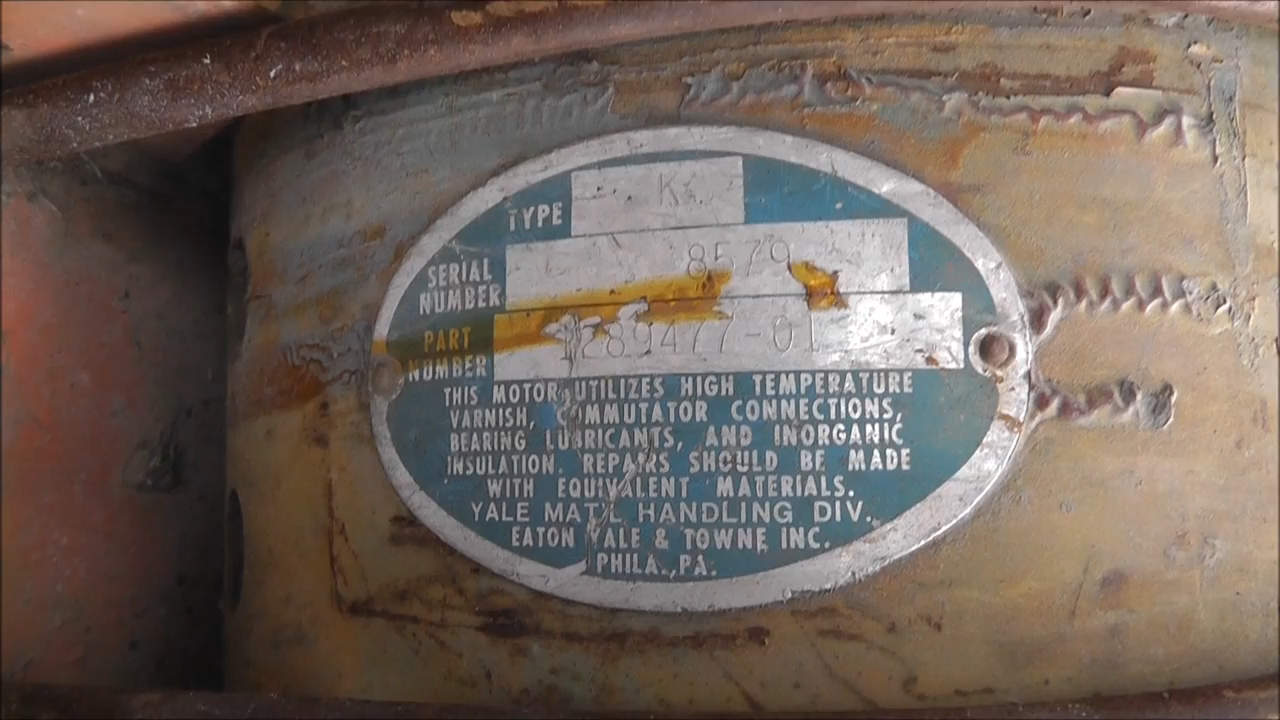 TYPE K
SERIAL NUMBER 8579
PART NUMBER 289477-01
THIS MOTOR UTILIZES HIGH TEMPERATURE
VARNISH, COMMUTATOR CONNECTIONS,
BEARING LUBRICANTS, AND INORGANIC
INSULATION. REPAIRS SHOULD BE MADE
WITH EQUIVALENT MATERIALS.
YALE MAT'L HANDLING DIV.
EATON YALE & TOWNE INC.
PHILA., PA.